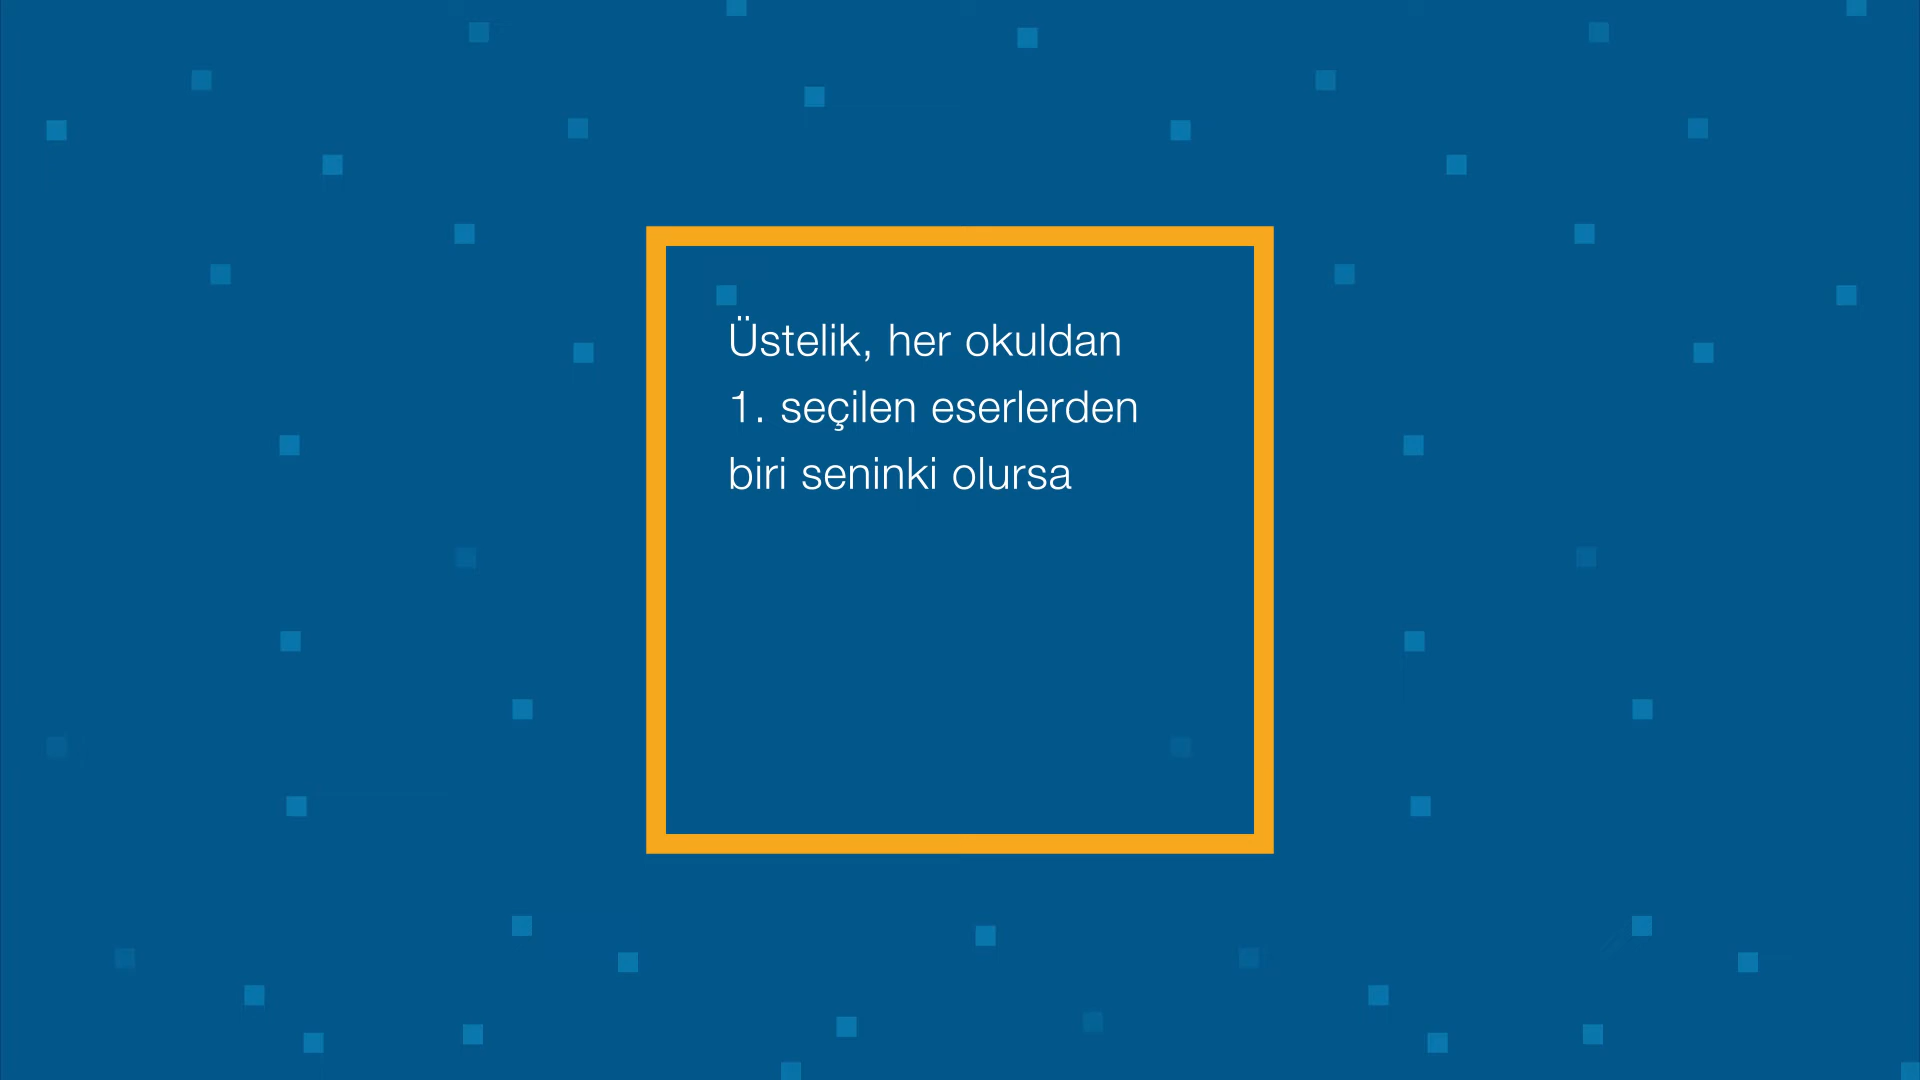 Üstelik, her okuldan
1. seçilen eserlerden
biri seninki olursa